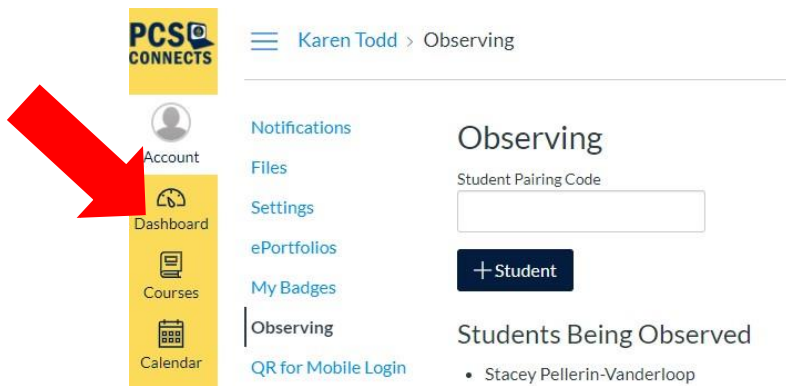 PCS
CONNECTS
Karen Todd > Observing
Account
Dashboard
Courses
Calendar
Notifications
Files
Settings
ePortfolios
My Badges
Observing
QR for Mobile Login
Observing
Student Pairing Code
+ Student
Students Being Observed
• Stacey Pellerin-Vanderloop